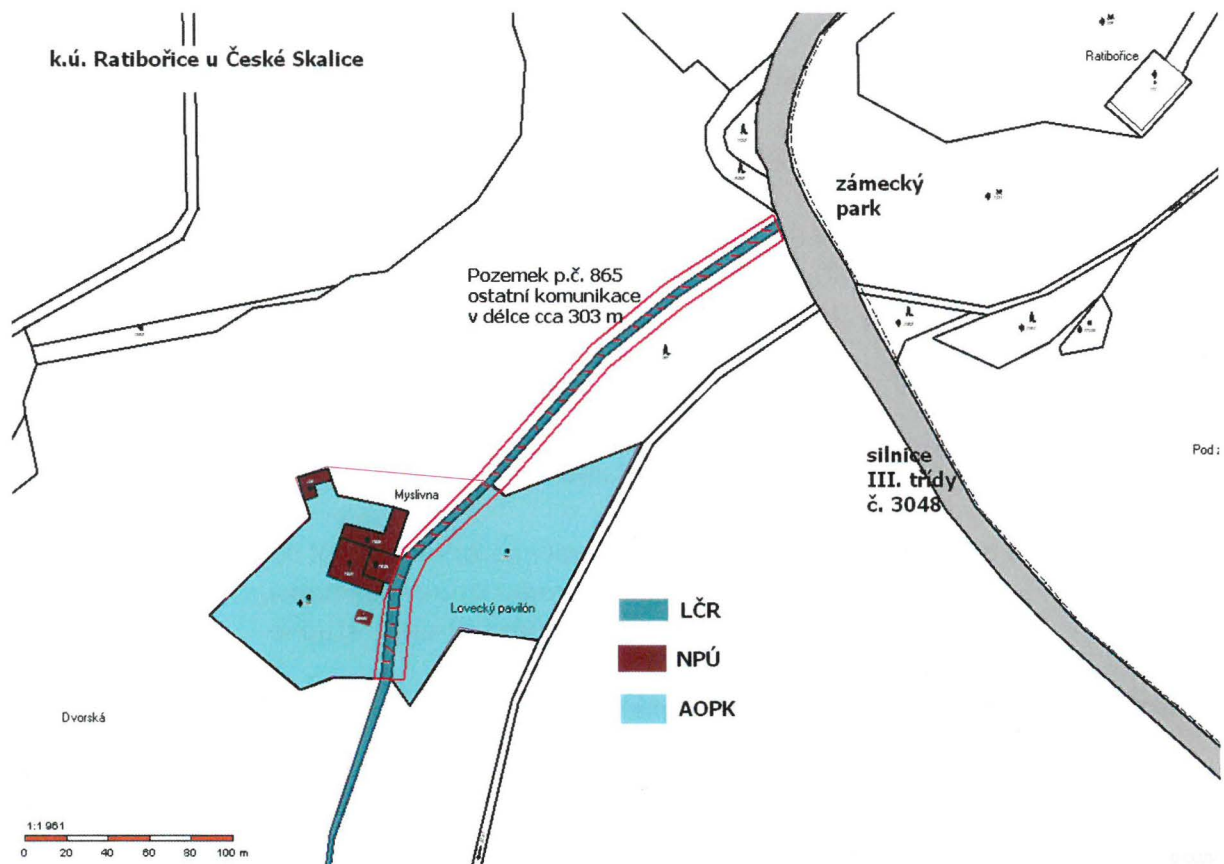 k.ú. Ratibořice u České Skalice
Ratibořice
zámecký
park
Pozemek p.č. 865
ostatní komunikace
v délce cca 303 m
silnice
III. třídy
č. 3048
Pod z
Myslivna
Lovecký pavilón
LČR
NPÚ
AOPK
Dvorská
1:1 961
0 20 40 60 80 100 m